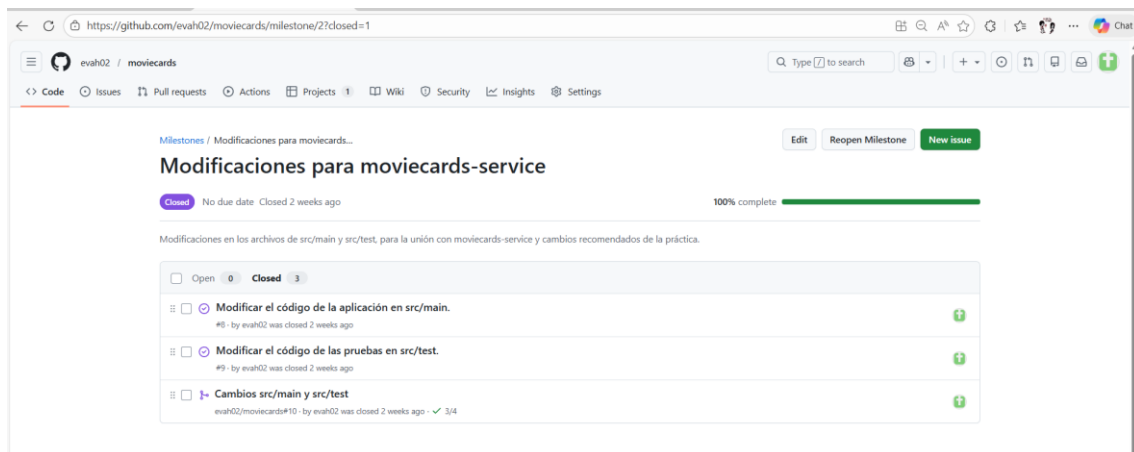 https://github.com/evah02/moviecards/milestone/2?closed=1
Chat
evah02 / moviecards
Type / to search
<> Code Issues Pull requests Actions Projects 1 Wiki Security Insights Settings
Milestones / Modificaciones para moviecards...
Edit Reopen Milestone New issue
Modificaciones para moviecards-service
Closed No due date Closed 2 weeks ago
100% complete
Modificaciones en los archivos de src/main y src/test, para la unión con moviecards-service y cambios recomendados de la práctica.
Open 0 Closed 3
Modificar el código de la aplicación en src/main.
#8 · by evah02 was closed 2 weeks ago
Modificar el código de las pruebas en src/test.
#9 · by evah02 was closed 2 weeks ago
Cambios src/main y src/test
evah02/moviecards#10 · by evah02 was closed 2 weeks ago · ✓ 3/4